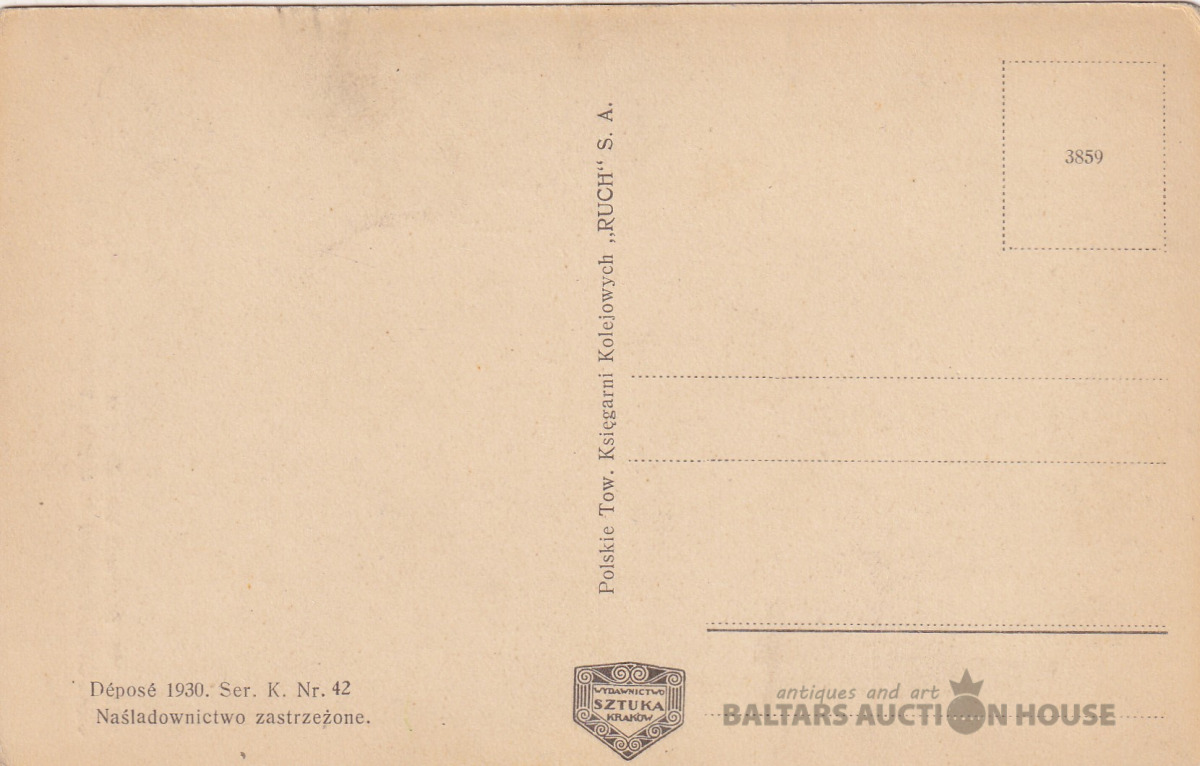 Déposé 1930. Ser. K. Nr. 42
Naśladownictwo zastrzeżone.
Polskie Tow. Księgarni Kolejowych „RUCH“ S. A.
WYDAWNICTWO
SZTUKA
KRAKÓW
3859
antiques and art
BALTARS AUCTION HOUSE